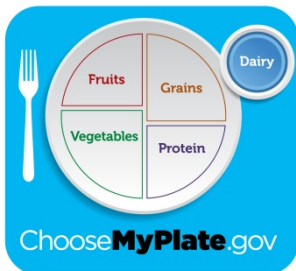 Fruits
Grains
Dairy
Vegetables
Protein
ChooseMyPlate.gov